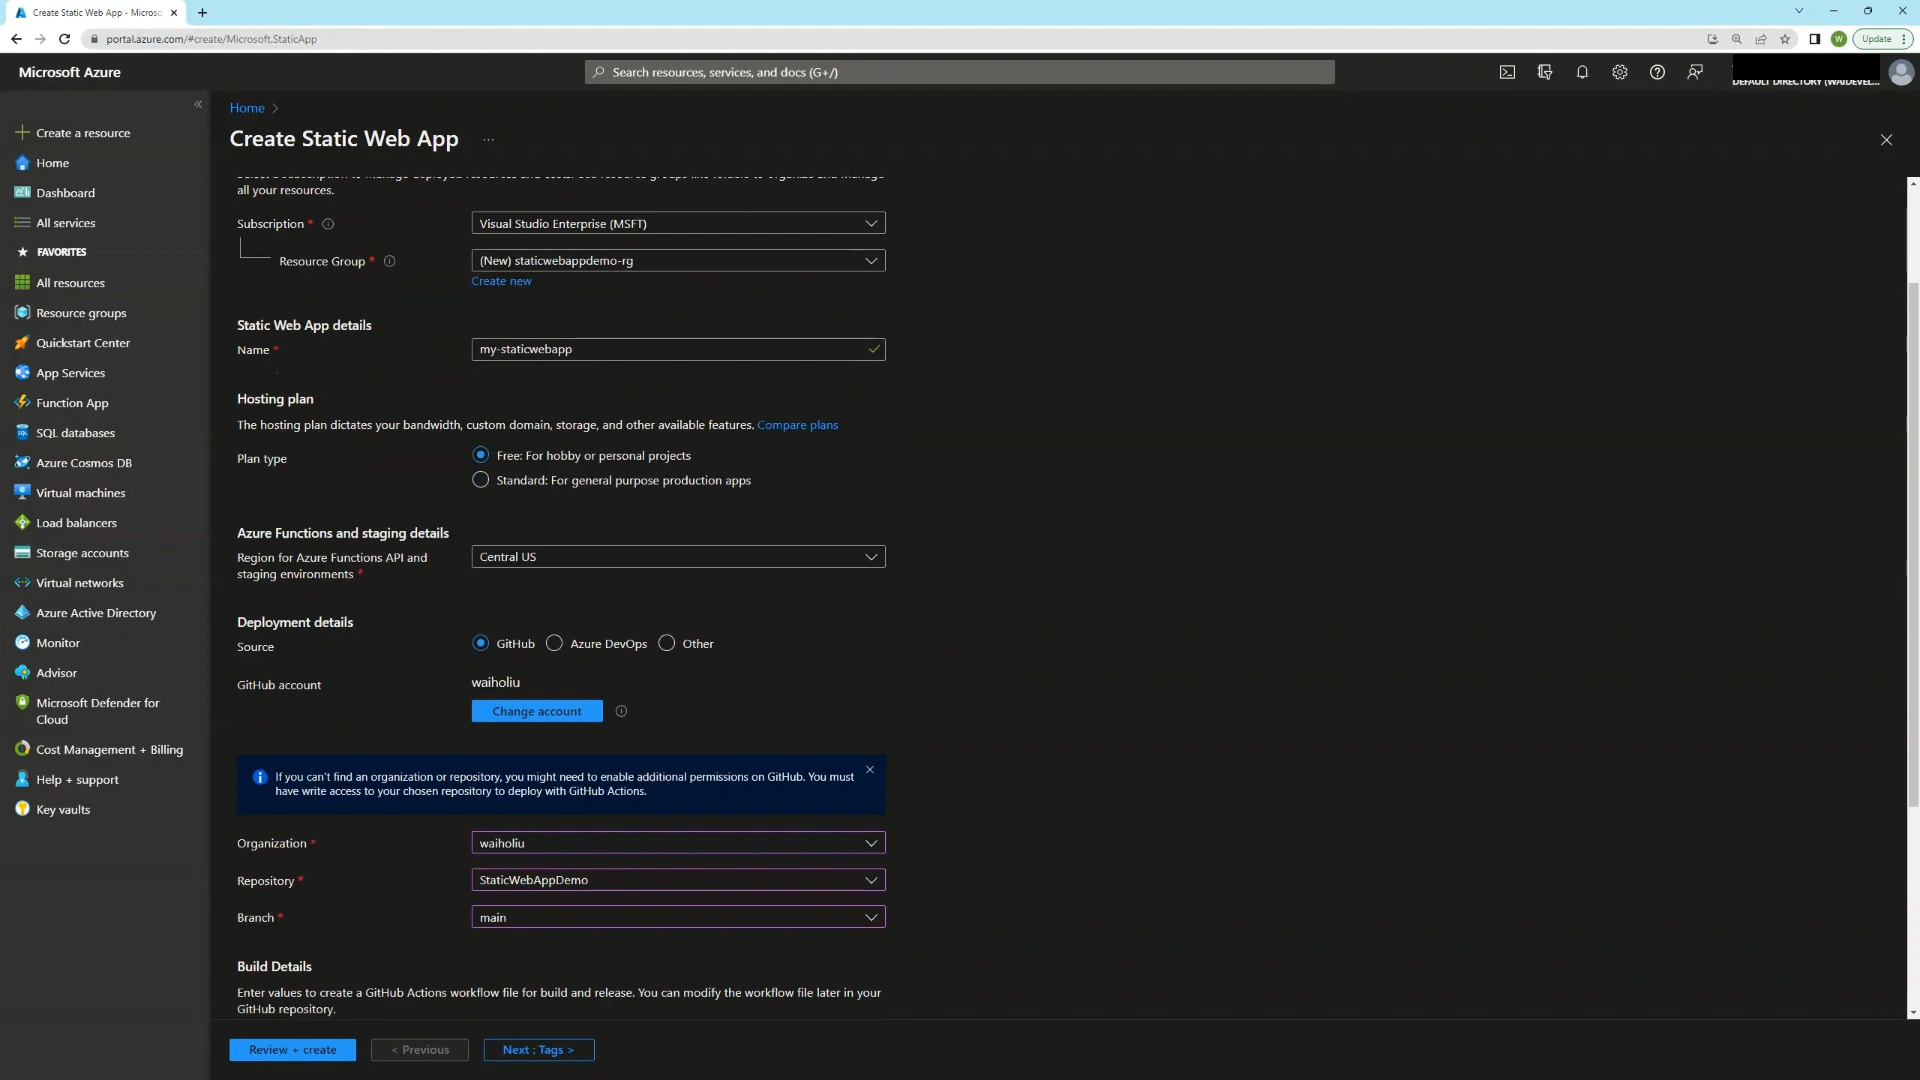 Create Static Web App - Microso
portal.azure.com/#create/Microsoft.StaticApp
W
Update
Microsoft Azure
Search resources, services, and docs (G+/)
DEFAULT DIRECTORY (WAIDEVEL...
Create a resource
Home
Dashboard
All services
FAVORITES
All resources
Resource groups
Quickstart Center
App Services
Function App
SQL databases
Azure Cosmos DB
Virtual machines
Load balancers
Storage accounts
Virtual networks
Azure Active Directory
Monitor
Advisor
Microsoft Defender for
Cloud
Cost Management + Billing
Help + support
Key vaults
Home >
Create Static Web App ...
all your resources.
Subscription *
Visual Studio Enterprise (MSFT)
Resource Group *
(New) staticwebappdemo-rg
Create new
Static Web App details
Name *
my-staticwebapp
Hosting plan
The hosting plan dictates your bandwidth, custom domain, storage, and other available features. Compare plans
Plan type
Free: For hobby or personal projects
Standard: For general purpose production apps
Azure Functions and staging details
Region for Azure Functions API and
staging environments *
Central US
Deployment details
Source
GitHub
Azure DevOps
Other
GitHub account
waiholiu
Change account
If you can't find an organization or repository, you might need to enable additional permissions on GitHub. You must
have write access to your chosen repository to deploy with GitHub Actions.
Organization *
waiholiu
Repository *
StaticWebAppDemo
Branch *
main
Build Details
Enter values to create a GitHub Actions workflow file for build and release. You can modify the workflow file later in your
GitHub repository.
Review + create
< Previous
Next : Tags >